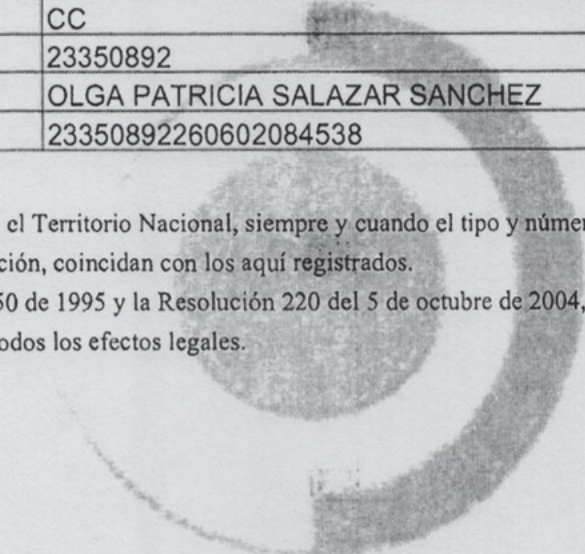 CC
23350892
OLGA PATRICIA SALAZAR SANCHEZ
23350892260602084538
el Territorio Nacional, siempre y cuando el tipo y núme
ción, coincidan con los aquí registrados.
50 de 1995 y la Resolución 220 del 5 de octubre de 2004,
odos los efectos legales.